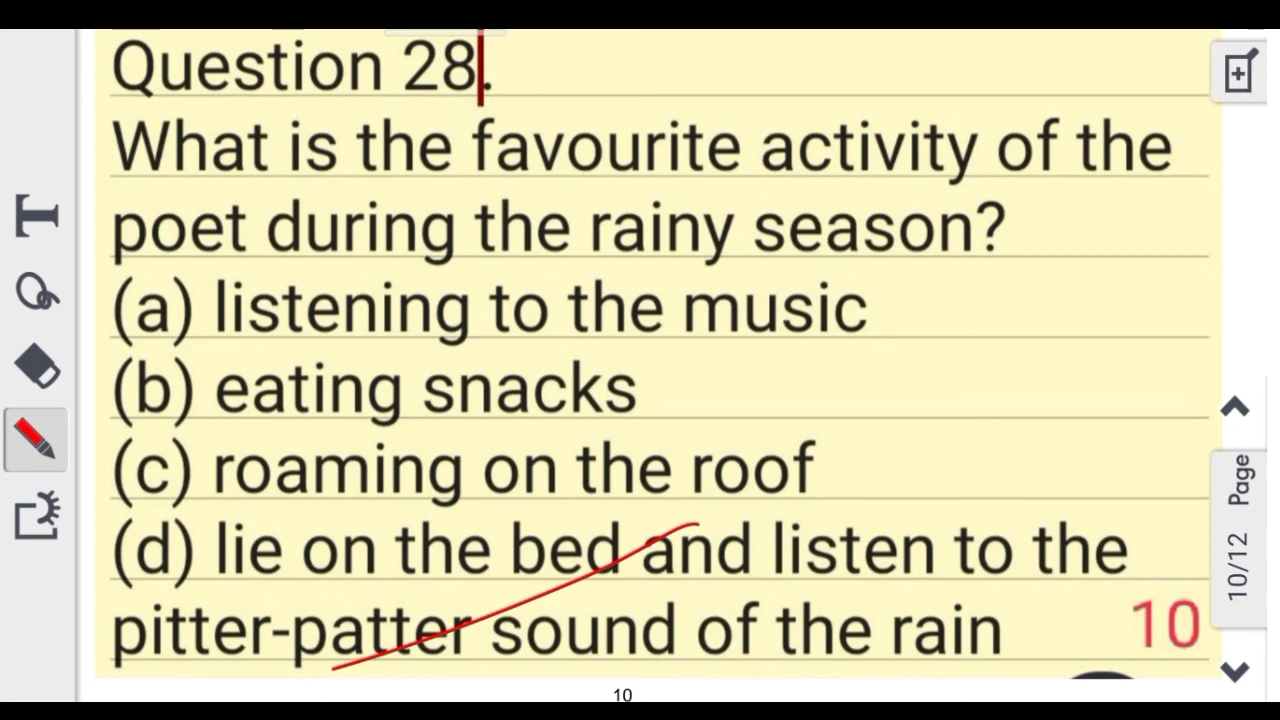 Question 28.
What is the favourite activity of the
poet during the rainy season?
(a) listening to the music
(b) eating snacks
(c) roaming on the roof
(d) lie on the bed and listen to the
pitter-patter sound of the rain
10
Page
10/12
10